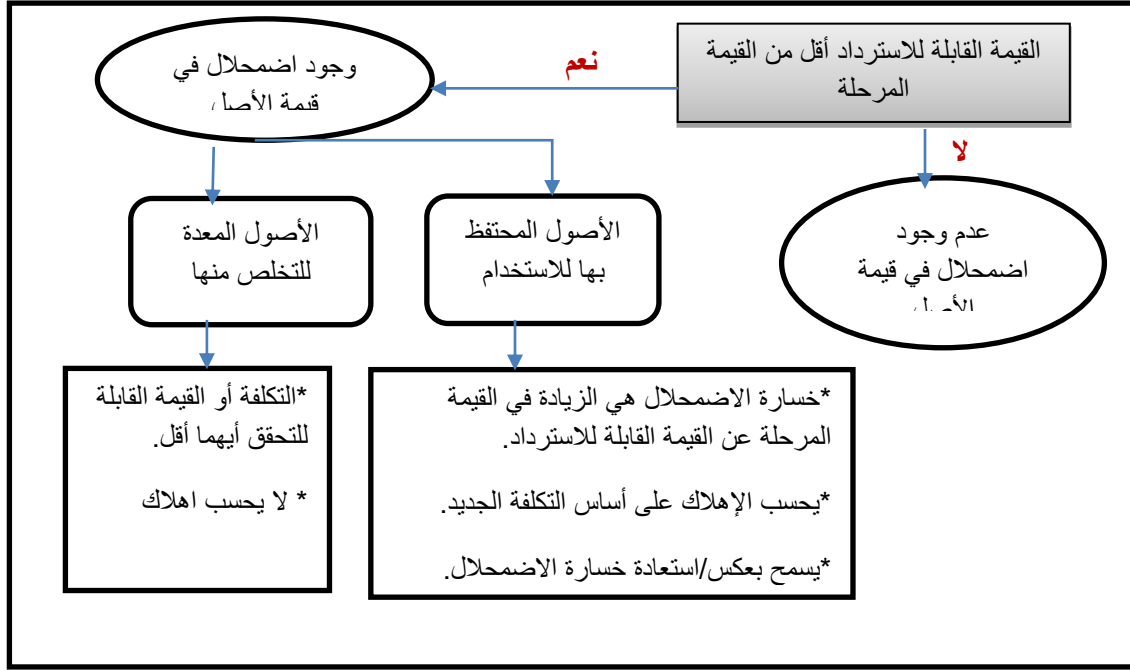 القيمة القابلة للاسترداد أقل من القيمة
المرحلة
نعم
وجود اضمحلال في
قيمة الأصل
لا
عدم وجود
اضمحلال في قيمة
الأصل
الأصول المحتفظ
بها للاستخدام
الأصول المعدة
للتخلص منها
*خسارة الاضمحلال هي الزيادة في القيمة
المرحلة عن القيمة القابلة للاسترداد.
*يحسب الإهلاك على أساس التكلفة الجديد.
*يسمح بعكس/استعادة خسارة الاضمحلال.
*التكلفة أو القيمة القابلة
للتحقق أيهما أقل.
* لا يحسب اهلاك